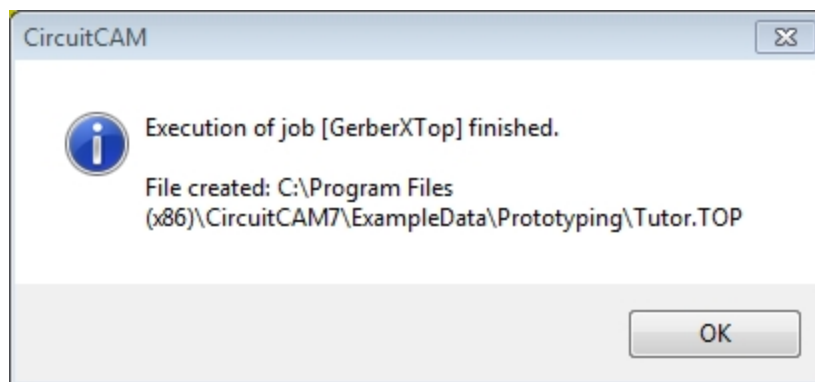 CircuitCAM
Execution of job [GerberXTop] finished.
File created: C:\Program Files
(x86)\CircuitCAM7\ExampleData\Prototyping\Tutor.TOP
OK